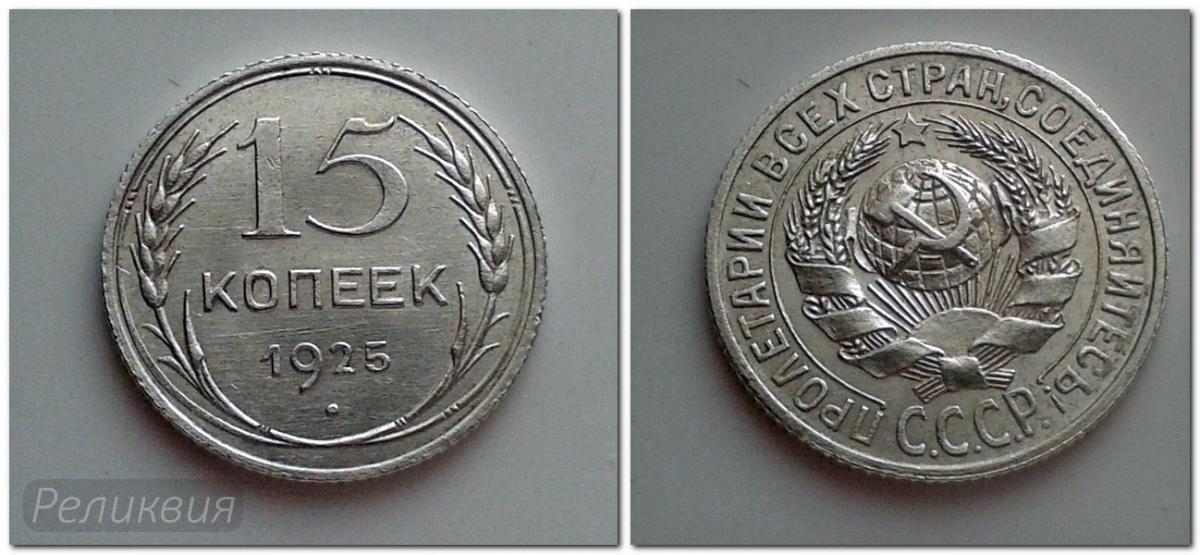 15
КОПЕЕК
1925
Реликвия
ПРОЛЕТАРИИ ВСЕХ СТРАН, СОЕДИНЯЙТЕСЬ!
С.С.С.Р.